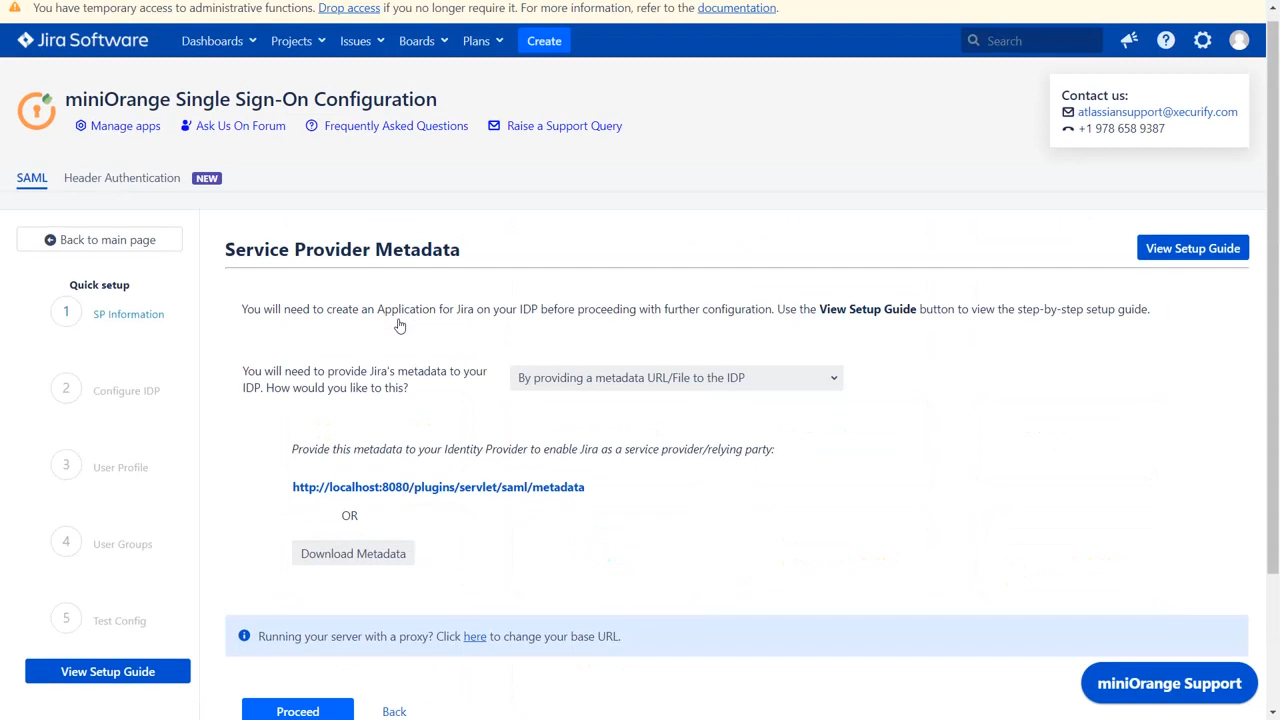 You have temporary access to administrative functions. Drop access if you no longer require it. For more information, refer to the documentation.
Jira Software Dashboards Projects Issues Boards Plans Create Search
miniOrange Single Sign-On Configuration
Manage apps Ask Us On Forum Frequently Asked Questions Raise a Support Query
Contact us:
atlassiansupport@xecurify.com
+1 978 658 9387
SAML Header Authentication NEW
Back to main page
Quick setup
1 SP Information
2 Configure IDP
3 User Profile
4 User Groups
5 Test Config
View Setup Guide
Service Provider Metadata
View Setup Guide
You will need to create an Application for Jira on your IDP before proceeding with further configuration. Use the View Setup Guide button to view the step-by-step setup guide.
You will need to provide Jira's metadata to your
IDP. How would you like to this?
By providing a metadata URL/File to the IDP
Provide this metadata to your Identity Provider to enable Jira as a service provider/relying party:
http://localhost:8080/plugins/servlet/saml/metadata
OR
Download Metadata
Running your server with a proxy? Click here to change your base URL.
Proceed Back
miniOrange Support